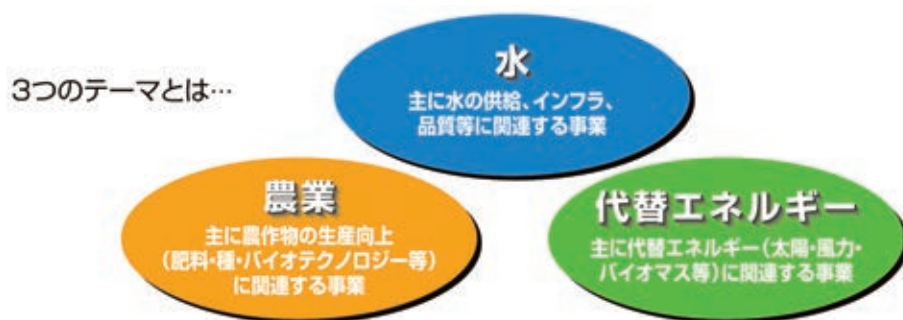 3つのテーマとは…
水
主に水の供給、インフラ、
品質等に関連する事業
農業
主に農作物の生産向上
(肥料・種・バイオテクノロジー等)
に関連する事業
代替エネルギー
主に代替エネルギー(太陽・風力・
バイオマス等)に関連する事業